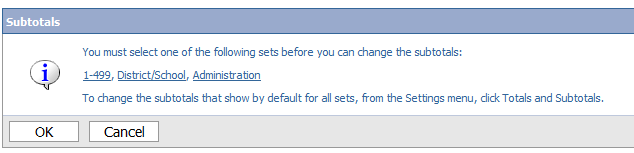 Subtotals
You must select one of the following sets before you can change the subtotals:
1-499, District/School, Administration
To change the subtotals that show by default for all sets, from the Settings menu, click Totals and Subtotals.
OK Cancel